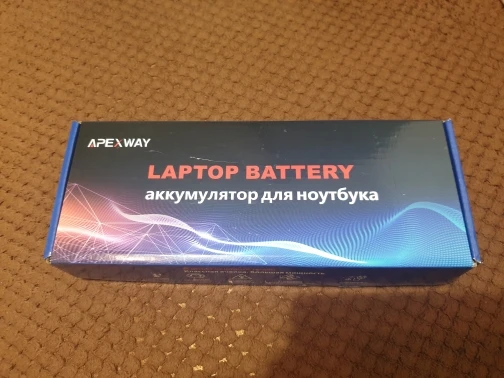 APEXWAY
LAPTOP BATTERY
аккумулятор для ноутбука